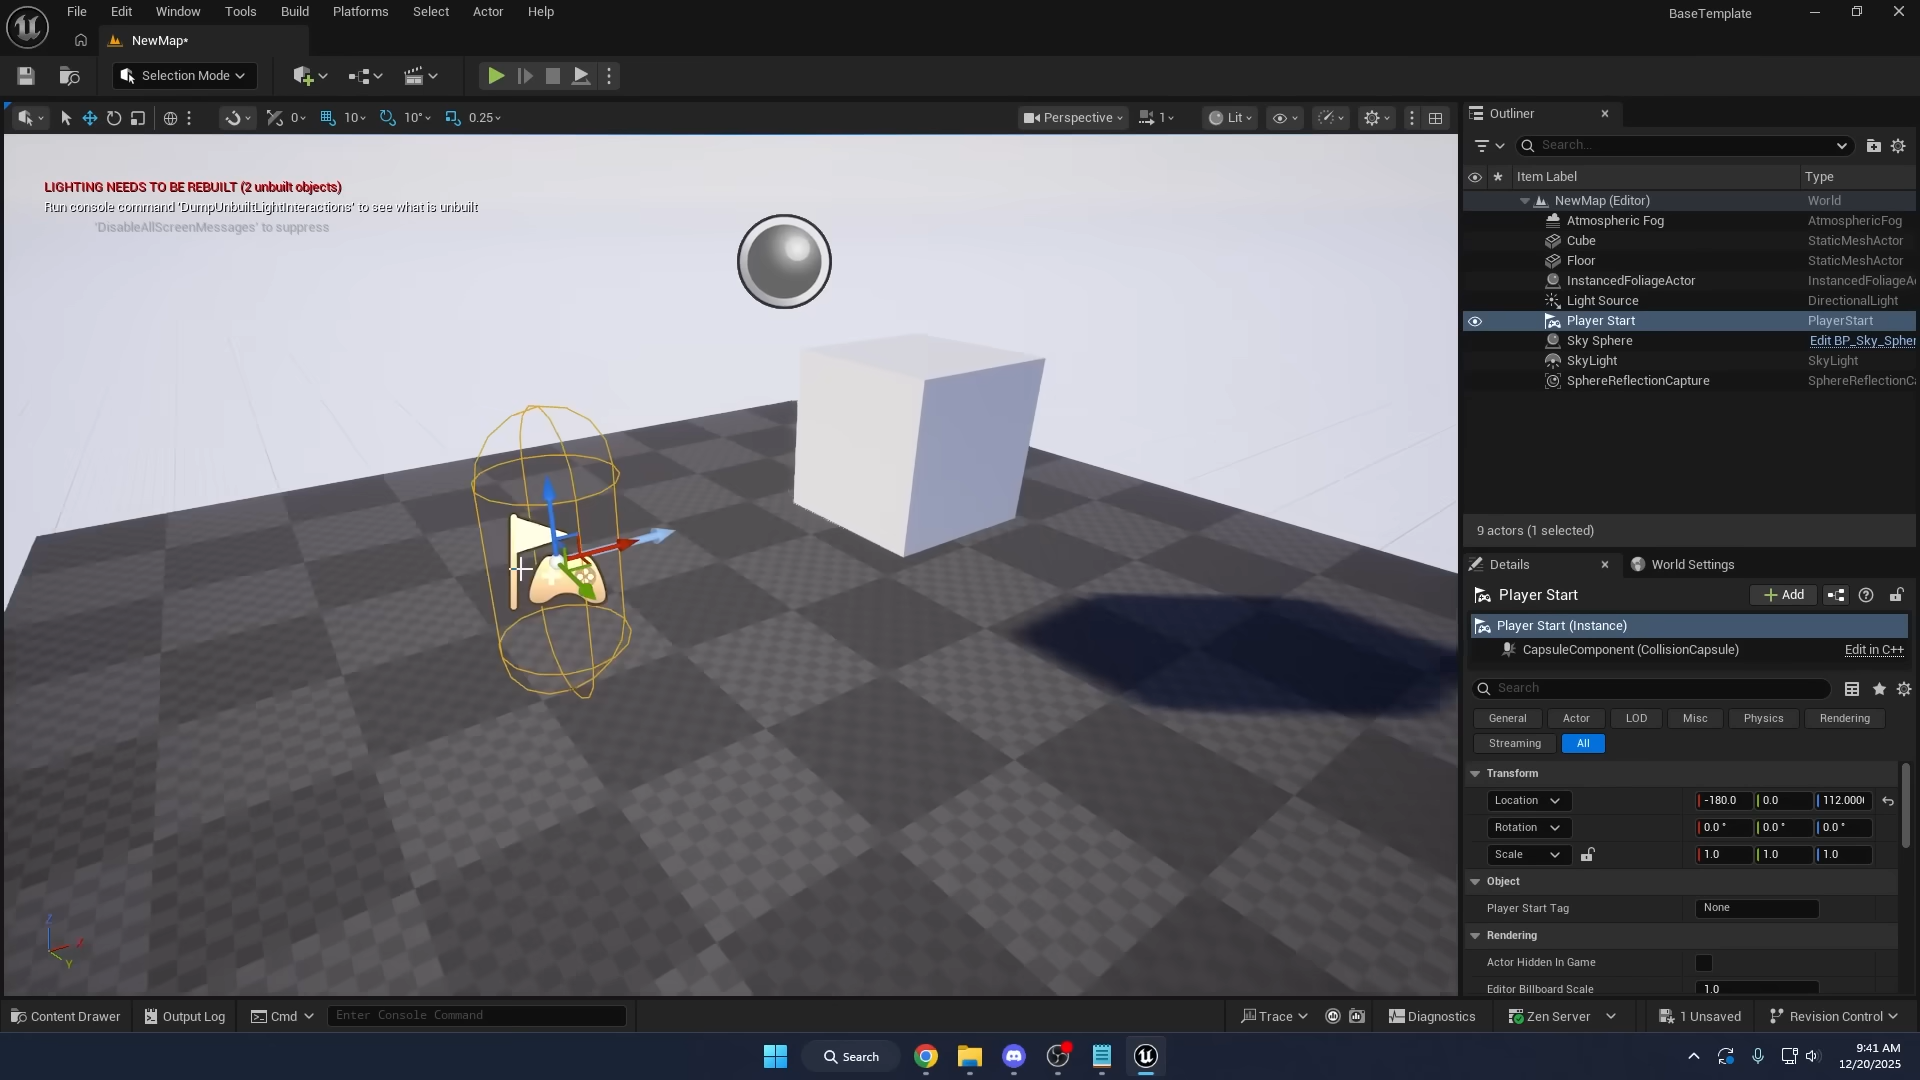 File Edit Window Tools Build Platforms Select Actor Help
BaseTemplate
NewMap*
Selection Mode
0 10 10° 0.25
Perspective 1 Lit
LIGHTING NEEDS TO BE REBUILT (2 unbuilt objects)
Run console command 'DumpUnbuiltLightInteractions' to see what is unbuilt
'DisableAllScreenMessages' to suppress
Outliner
Search...
Item Label Type
NewMap (Editor) World
Atmospheric Fog AtmosphericFog
Cube StaticMeshActor
Floor StaticMeshActor
InstancedFoliageActor InstancedFoliageAc
Light Source DirectionalLight
Player Start PlayerStart
Sky Sphere Edit BP_Sky_Spher
SkyLight SkyLight
SphereReflectionCapture SphereReflectionCa
9 actors (1 selected)
Details World Settings
Player Start Add
Player Start (Instance)
CapsuleComponent (CollisionCapsule) Edit in C++
Search
General Actor LOD Misc Physics Rendering
Streaming All
Transform
Location -180.0 0.0 112.000
Rotation 0.0 ° 0.0 ° 0.0 °
Scale 1.0 1.0 1.0
Object
Player Start Tag None
Rendering
Actor Hidden In Game
Editor Billboard Scale 1.0
Z
X
Y
Content Drawer Output Log Cmd Enter Console Command
Trace Diagnostics Zen Server 1 Unsaved Revision Control
Search
9:41 AM
12/20/2025